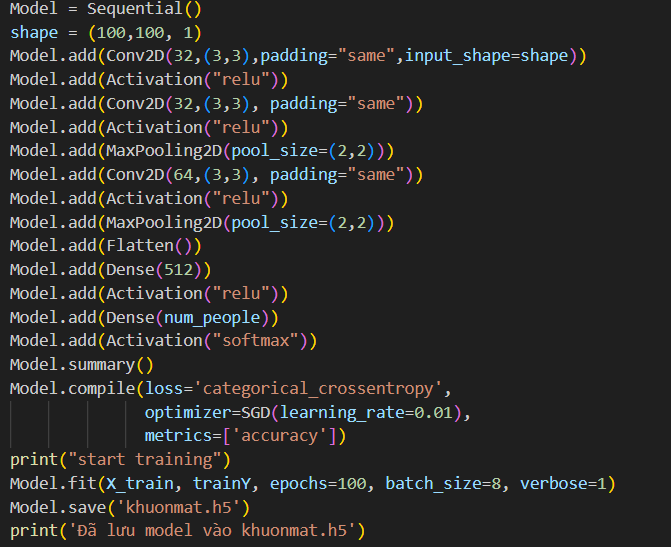 Model = Sequential()
shape = (100,100, 1)
Model.add(Conv2D(32,(3,3),padding="same",input_shape=shape))
Model.add(Activation("relu"))
Model.add(Conv2D(32,(3,3), padding="same"))
Model.add(Activation("relu"))
Model.add(MaxPooling2D(pool_size=(2,2)))
Model.add(Conv2D(64,(3,3), padding="same"))
Model.add(Activation("relu"))
Model.add(MaxPooling2D(pool_size=(2,2)))
Model.add(Flatten())
Model.add(Dense(512))
Model.add(Activation("relu"))
Model.add(Dense(num_people))
Model.add(Activation("softmax"))
Model.summary()
Model.compile(loss='categorical_crossentropy',
              optimizer=SGD(learning_rate=0.01),
              metrics=['accuracy'])
print("start training")
Model.fit(X_train, trainY, epochs=100, batch_size=8, verbose=1)
Model.save('khuonmat.h5')
print('Đã lưu model vào khuonmat.h5')